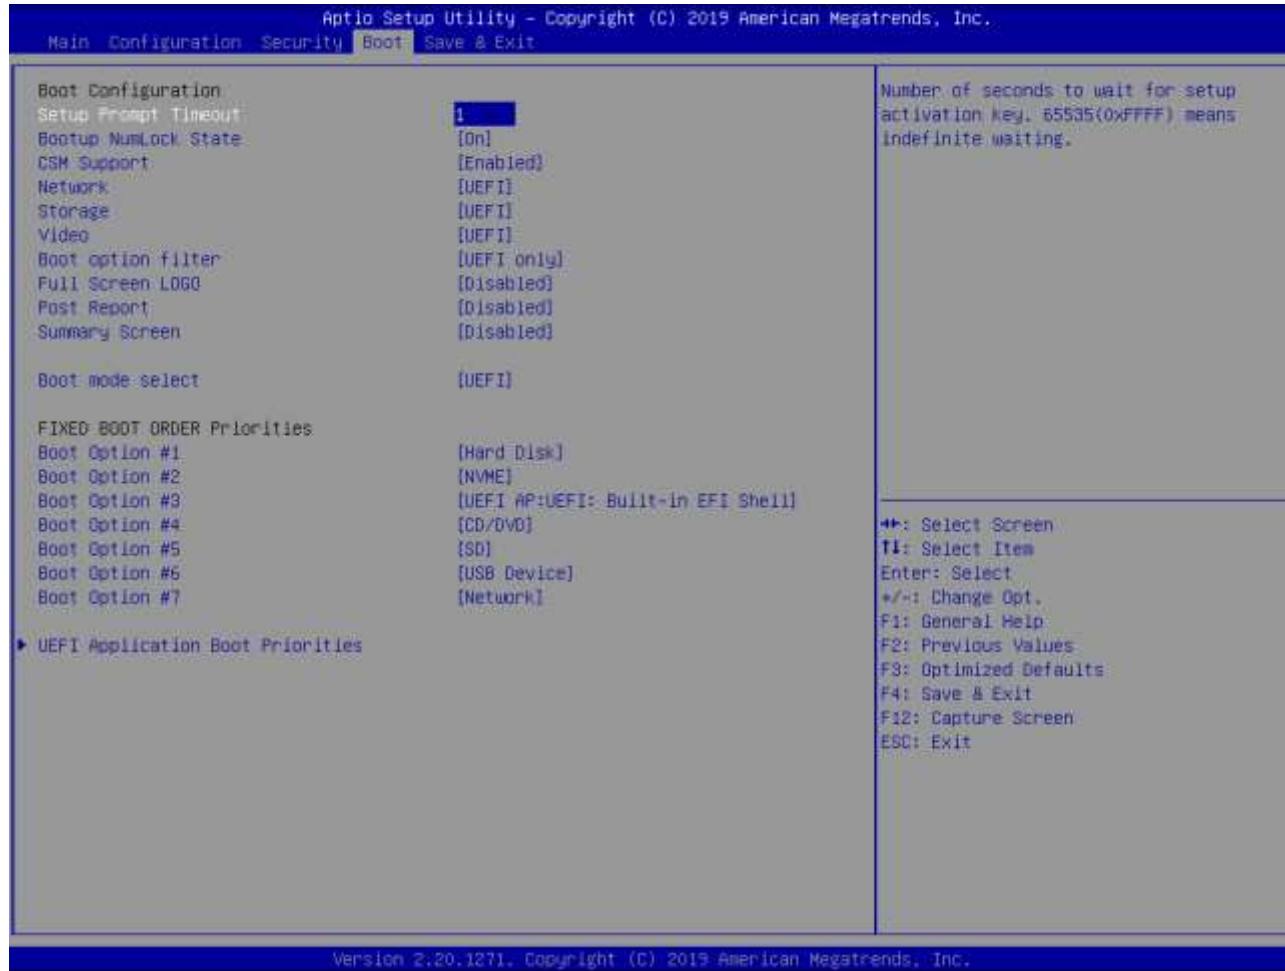 Aptio Setup Utility – Copyright (C) 2019 American Megatrends, Inc.
Main Configuration Security Boot Save & Exit
Boot Configuration
Setup Prompt Timeout 1
Bootup NumLock State [On]
CSM Support [Enabled]
Network [UEFI]
Storage [UEFI]
Video [UEFI]
Boot option filter [UEFI only]
Full Screen LOGO [Disabled]
Post Report [Disabled]
Summary Screen [Disabled]
Boot mode select [UEFI]
FIXED BOOT ORDER Priorities
Boot Option #1 [Hard Disk]
Boot Option #2 [NVME]
Boot Option #3 [UEFI AP:UEFI: Built-in EFI Shell]
Boot Option #4 [CD/DVD]
Boot Option #5 [SD]
Boot Option #6 [USB Device]
Boot Option #7 [Network]
UEFI Application Boot Priorities
Number of seconds to wait for setup
activation key. 65535(0xFFFF) means
indefinite waiting.
: Select Screen
: Select Item
Enter: Select
+/-: Change Opt.
F1: General Help
F2: Previous Values
F3: Optimized Defaults
F4: Save & Exit
F12: Capture Screen
ESC: Exit
Version 2.20.1271. Copyright (C) 2019 American Megatrends, Inc.